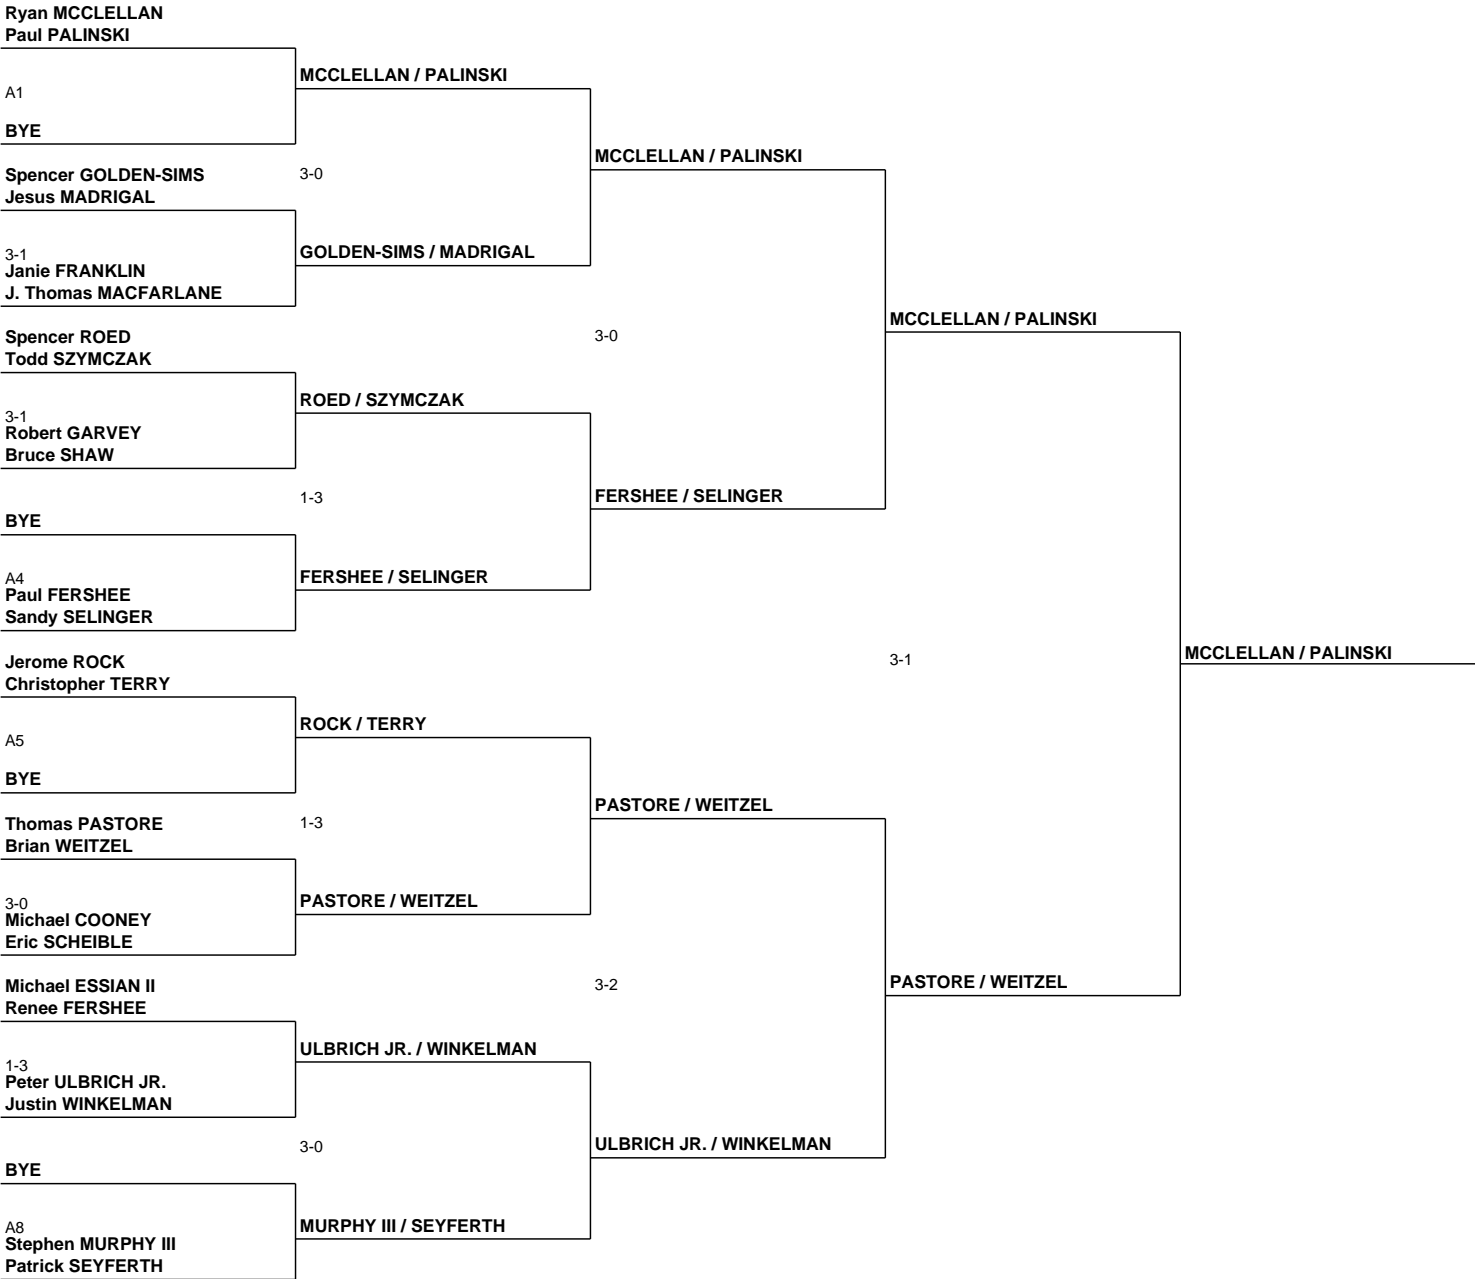 Ryan MCCLELLAN
Paul PALINSKI
MCCLELLAN / PALINSKI
A1
BYE
MCCLELLAN / PALINSKI
Spencer GOLDEN-SIMS
3-0
Jesus MADRIGAL
3-1
GOLDEN-SIMS / MADRIGAL
Janie FRANKLIN
J. Thomas MACFARLANE
MCCLELLAN / PALINSKI
Spencer ROED
3-0
Todd SZYMCZAK
ROED / SZYMCZAK
3-1
Robert GARVEY
Bruce SHAW
1-3
FERSHEE / SELINGER
BYE
A4
FERSHEE / SELINGER
Paul FERSHEE
Sandy SELINGER
MCCLELLAN / PALINSKI
Jerome ROCK
3-1
Christopher TERRY
ROCK / TERRY
A5
BYE
PASTORE / WEITZEL
Thomas PASTORE
1-3
Brian WEITZEL
3-0
PASTORE / WEITZEL
Michael COONEY
Eric SCHEIBLE
Michael ESSIAN II
3-2
PASTORE / WEITZEL
Renee FERSHEE
ULBRICH JR. / WINKELMAN
1-3
Peter ULBRICH JR.
Justin WINKELMAN
3-0
ULBRICH JR. / WINKELMAN
BYE
A8
MURPHY III / SEYFERTH
Stephen MURPHY III
Patrick SEYFERTH